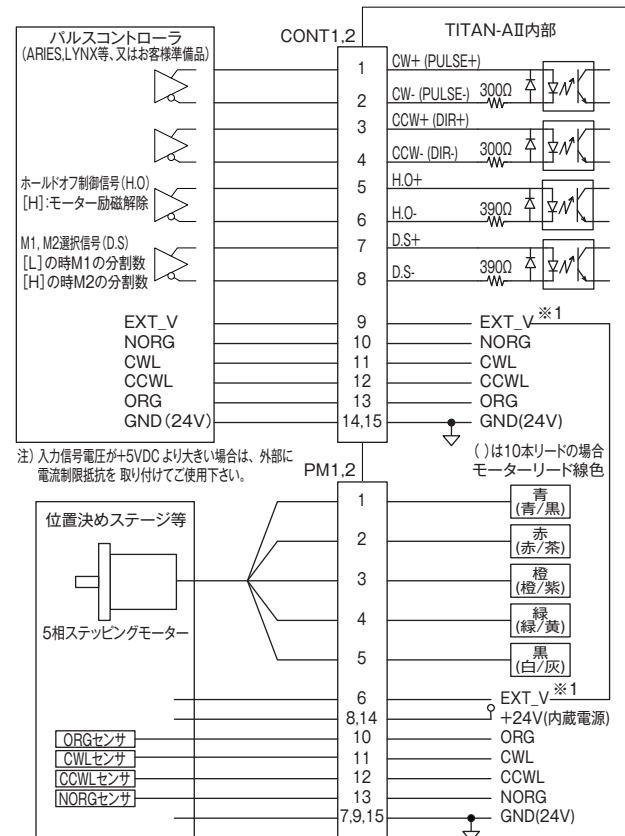 パルスコントローラ
(ARIES,LYNX等、又はお客様準備品)
CONT1,2
TITAN-AII内部
1 CW+ (PULSE+)
2 CW- (PULSE-) 300Ω
3 CCW+ (DIR+)
4 CCW- (DIR-) 300Ω
ホールドオフ制御信号(H.O)
[H]:モーター励磁解除
5 H.O+
6 H.O- 390Ω
M1, M2選択信号(D.S)
[L]の時M1の分割数
[H]の時M2の分割数
7 D.S+
8 D.S- 390Ω
EXT_V 9 EXT_V ※1
NORG 10 NORG
CWL 11 CWL
CCWL 12 CCWL
ORG 13 ORG
GND(24V) 14,15 GND(24V)
注) 入力信号電圧が+5VDC より大きい場合は、外部に
電流制限抵抗を 取り付けてご使用下さい。
PM1,2
( )は10本リードの場合
モーターリード線色
位置決めステージ等
5相ステッピングモーター
1 青
(青/黒)
2 赤
(赤/茶)
3 橙
(橙/紫)
4 緑
(緑/黄)
5 黒
(白/灰)
6 EXT_V ※1
8,14 +24V(内蔵電源)
ORGセンサ 10 ORG
CWLセンサ 11 CWL
CCWLセンサ 12 CCWL
NORGセンサ 13 NORG
7,9,15 GND(24V)